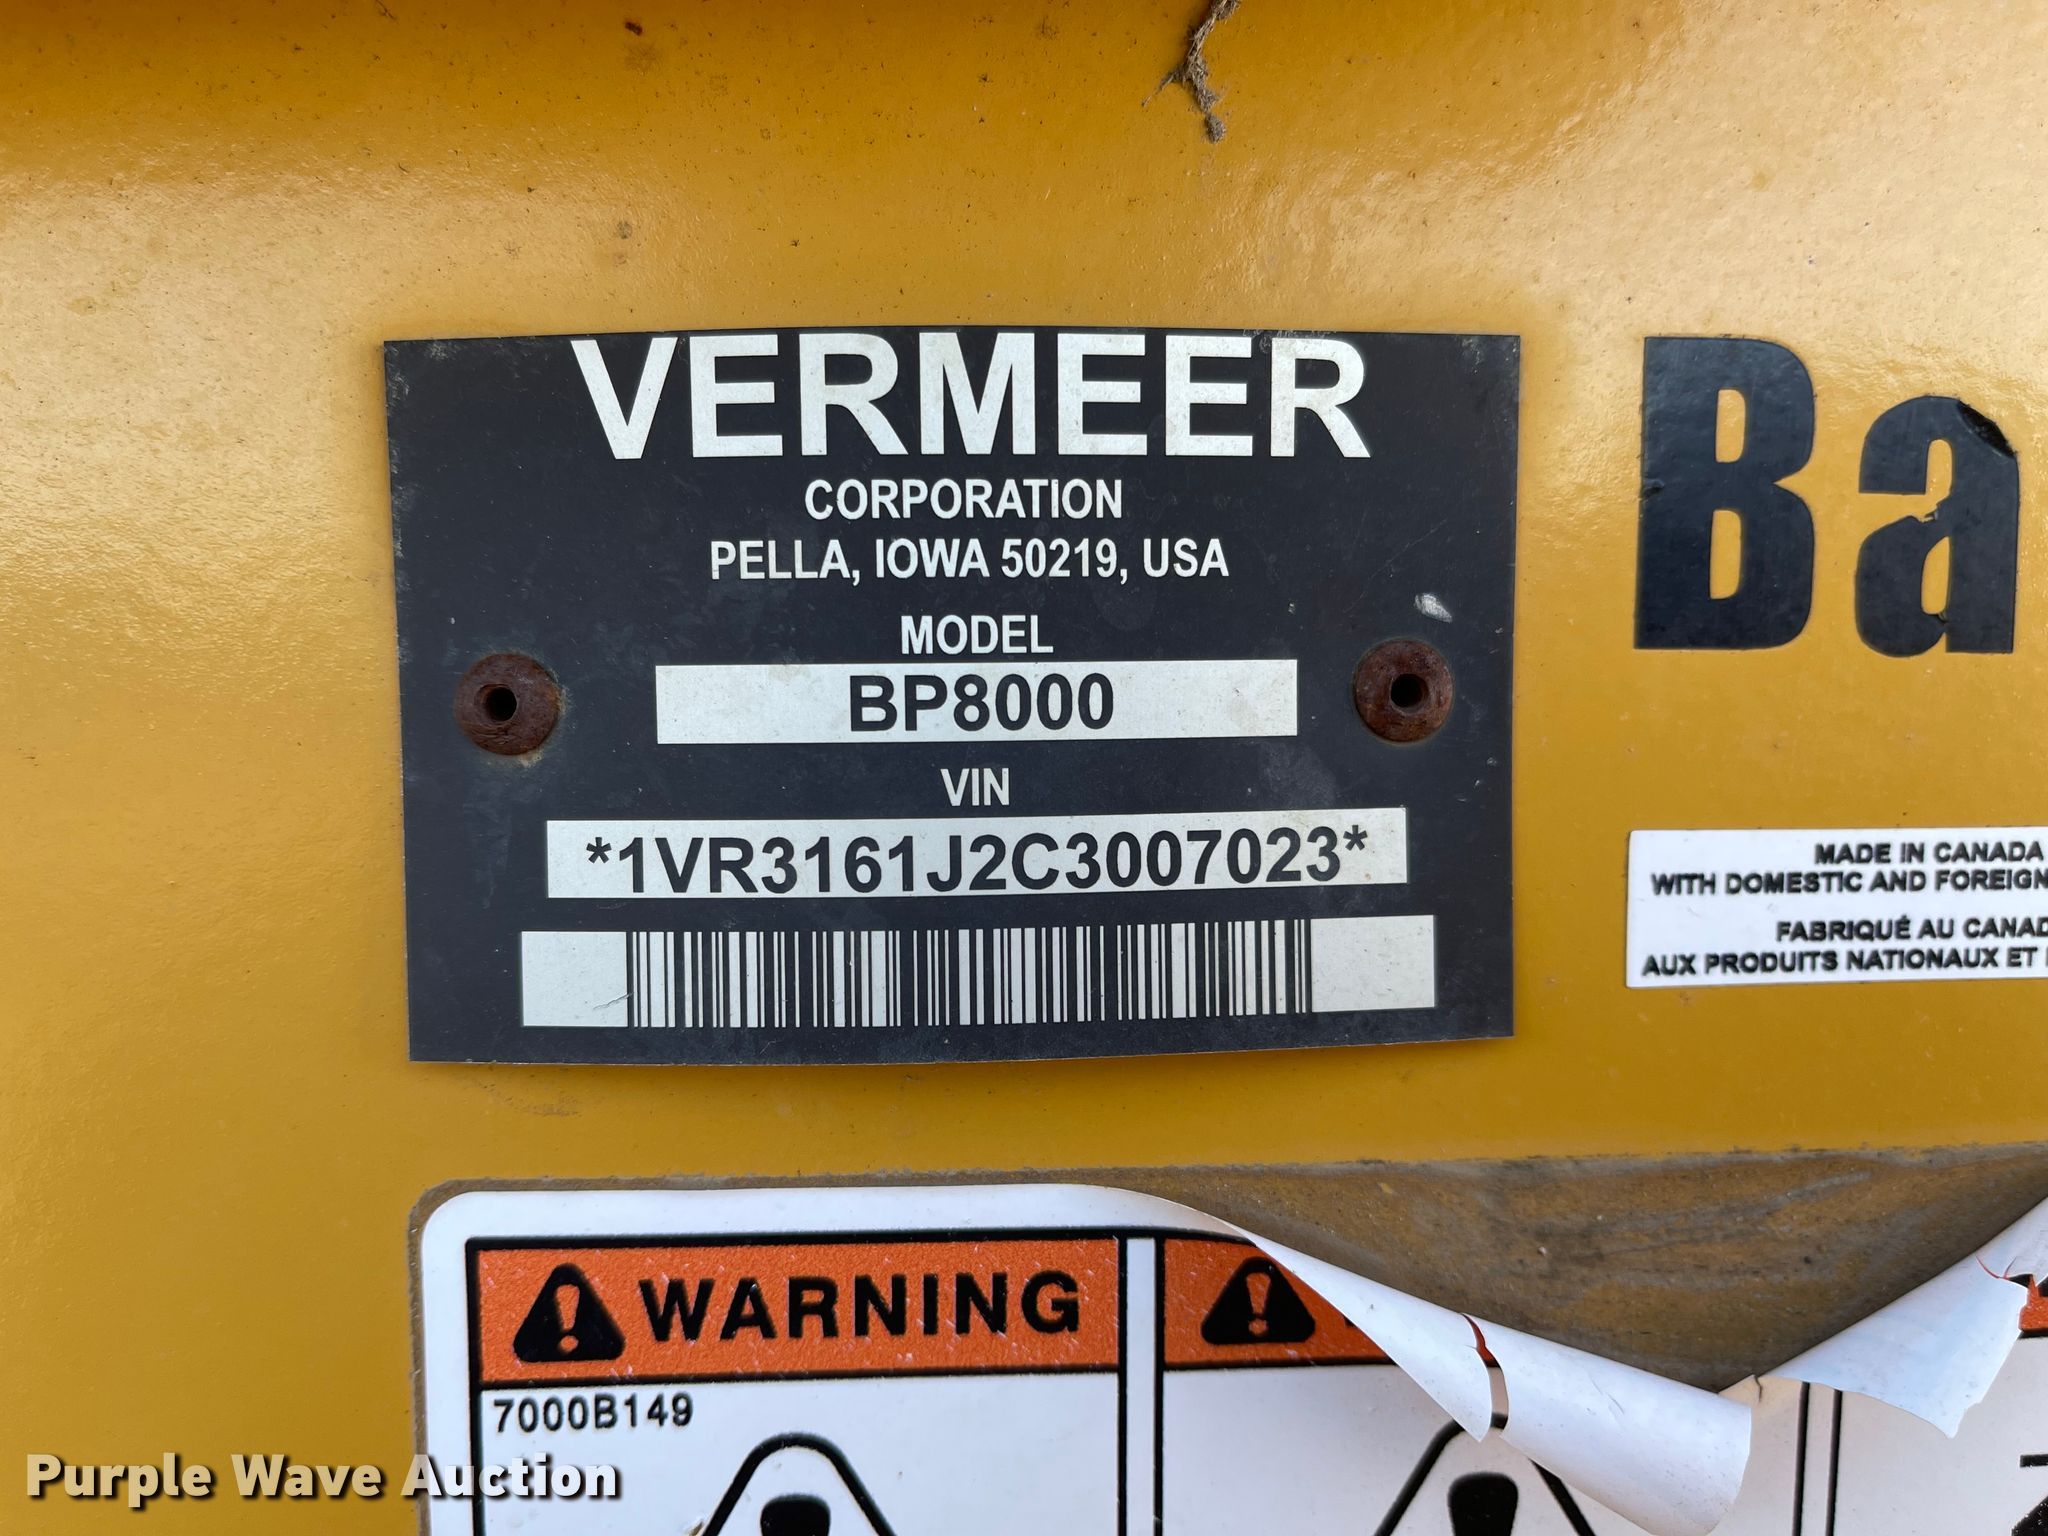 VERMEER
CORPORATION
PELLA, IOWA 50219, USA
MODEL
BP8000
VIN
*1VR3161J2C3007023*
Ba
MADE IN CANADA
WITH DOMESTIC AND FOREIGN
FABRIQUÉ AU CANAD
AUX PRODUITS NATIONAUX ET
WARNING
7000B149
Purple Wave Auction